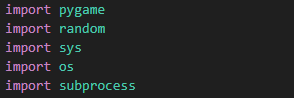 import pygame
import random
import sys
import os
import subprocess